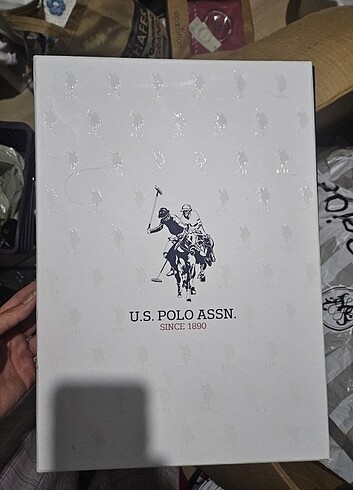 U.S. POLO ASSN.
SINCE 1890